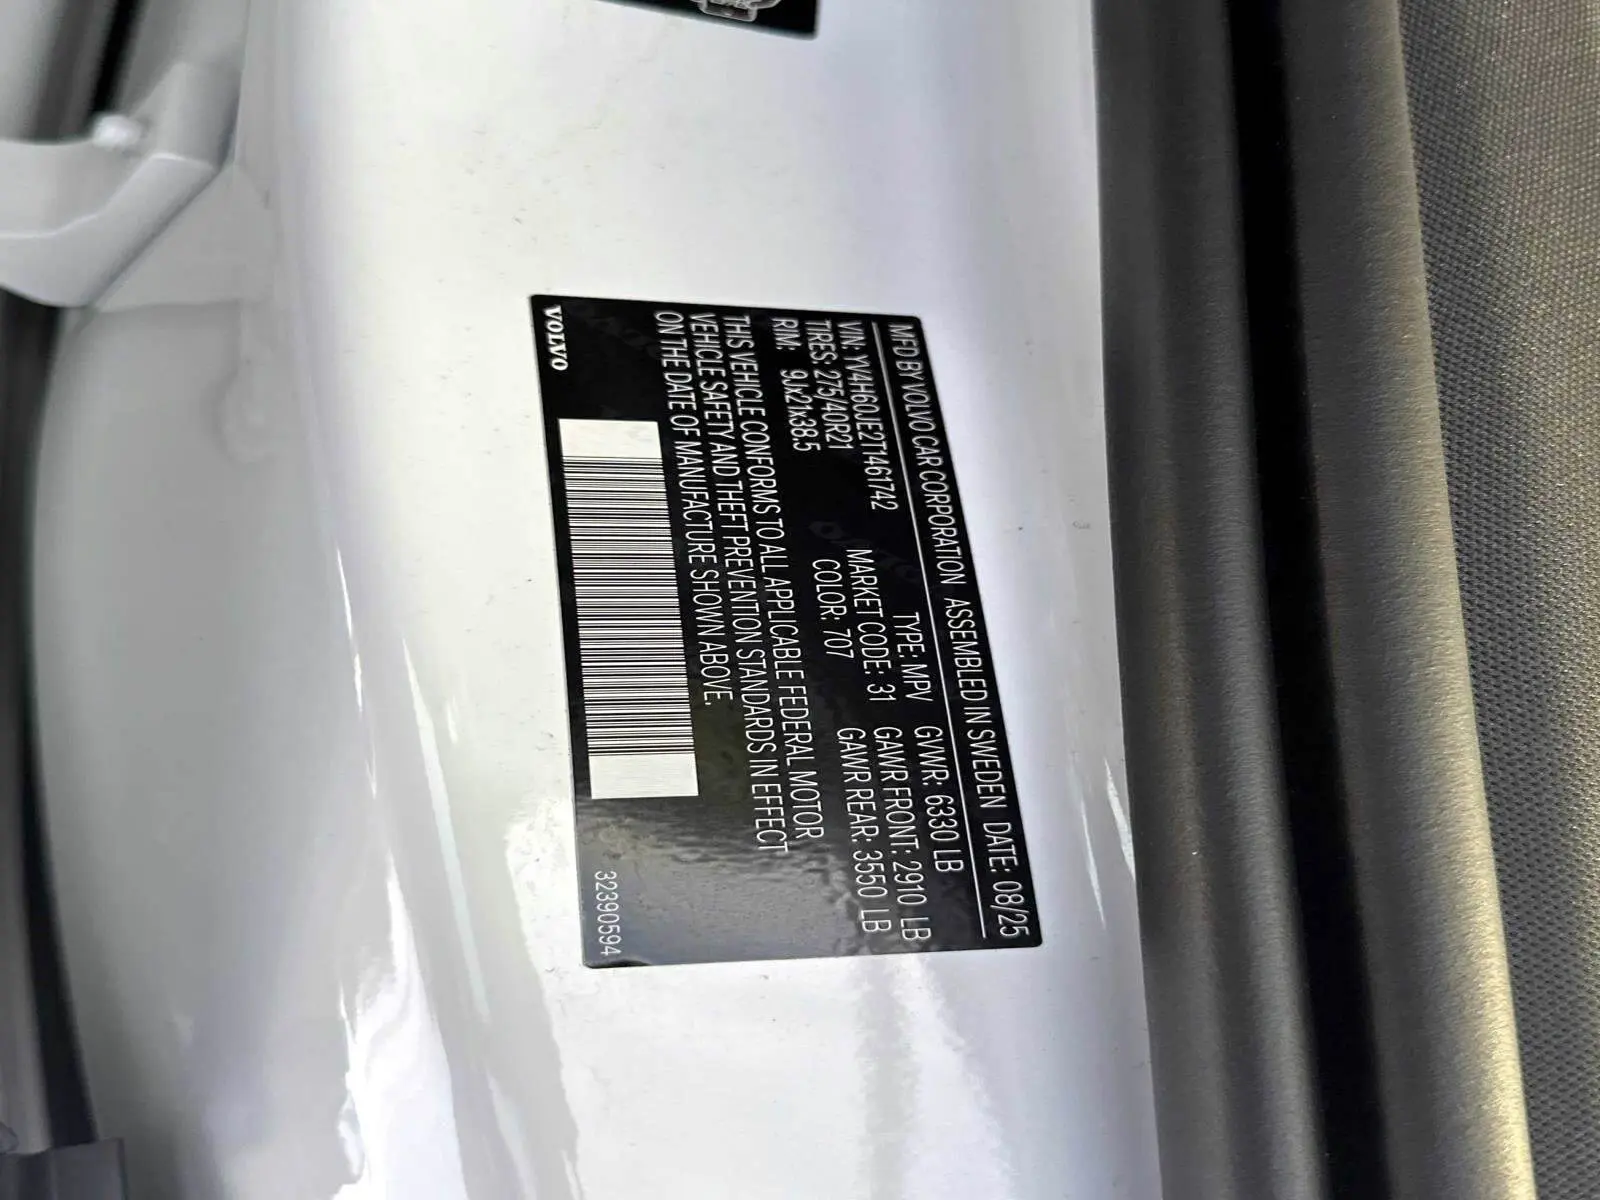 MFD BY VOLVO CAR CORPORATION ASSEMBLED IN SWEDEN DATE: 08/25
TYPE: MPV GVWR: 6330 LB
VIN: YV4H60JE2T1461742 MARKET CODE: 31 GAWR FRONT: 2910 LB
TIRES: 275/40R21 COLOR: 707 GAWR REAR: 3550 LB
RIM: 9Jx21x38.5
THIS VEHICLE CONFORMS TO ALL APPLICABLE FEDERAL MOTOR
VEHICLE SAFETY AND THEFT PREVENTION STANDARDS IN EFFECT
ON THE DATE OF MANUFACTURE SHOWN ABOVE.
VOLVO
32390594